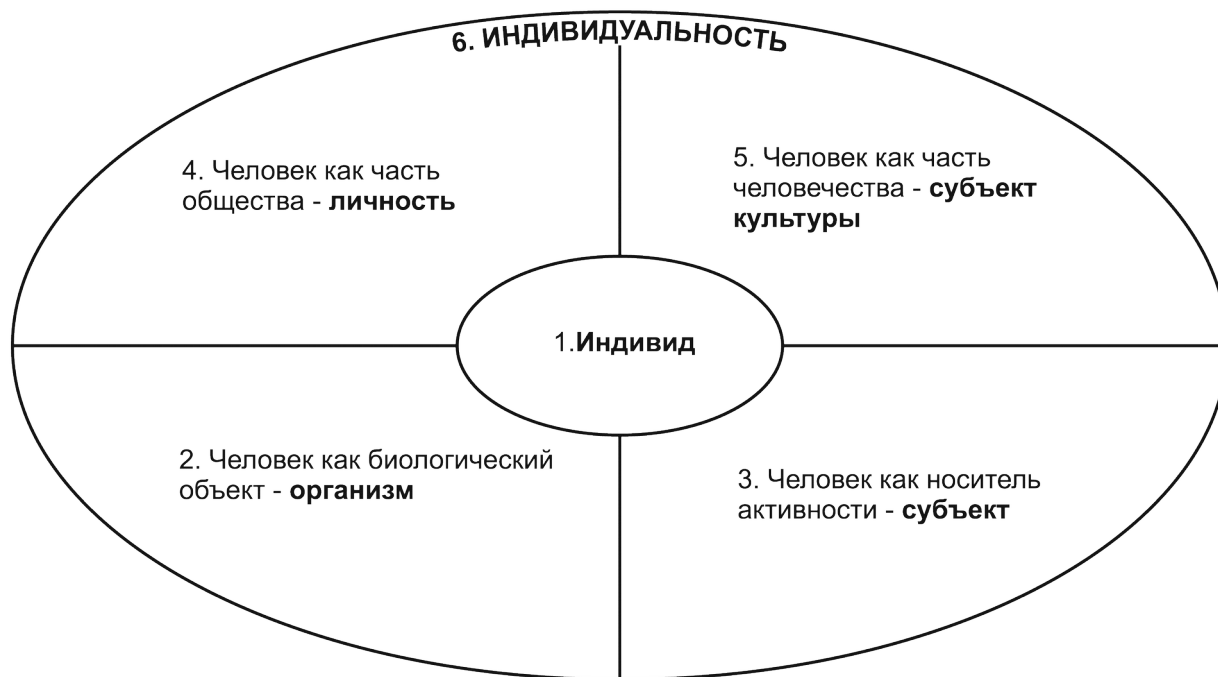 6. ИНДИВИДУАЛЬНОСТЬ
4. Человек как часть
общества - личность
5. Человек как часть
человечества - субъект
культуры
1.Индивид
2. Человек как биологический
объект - организм
3. Человек как носитель
активности - субъект